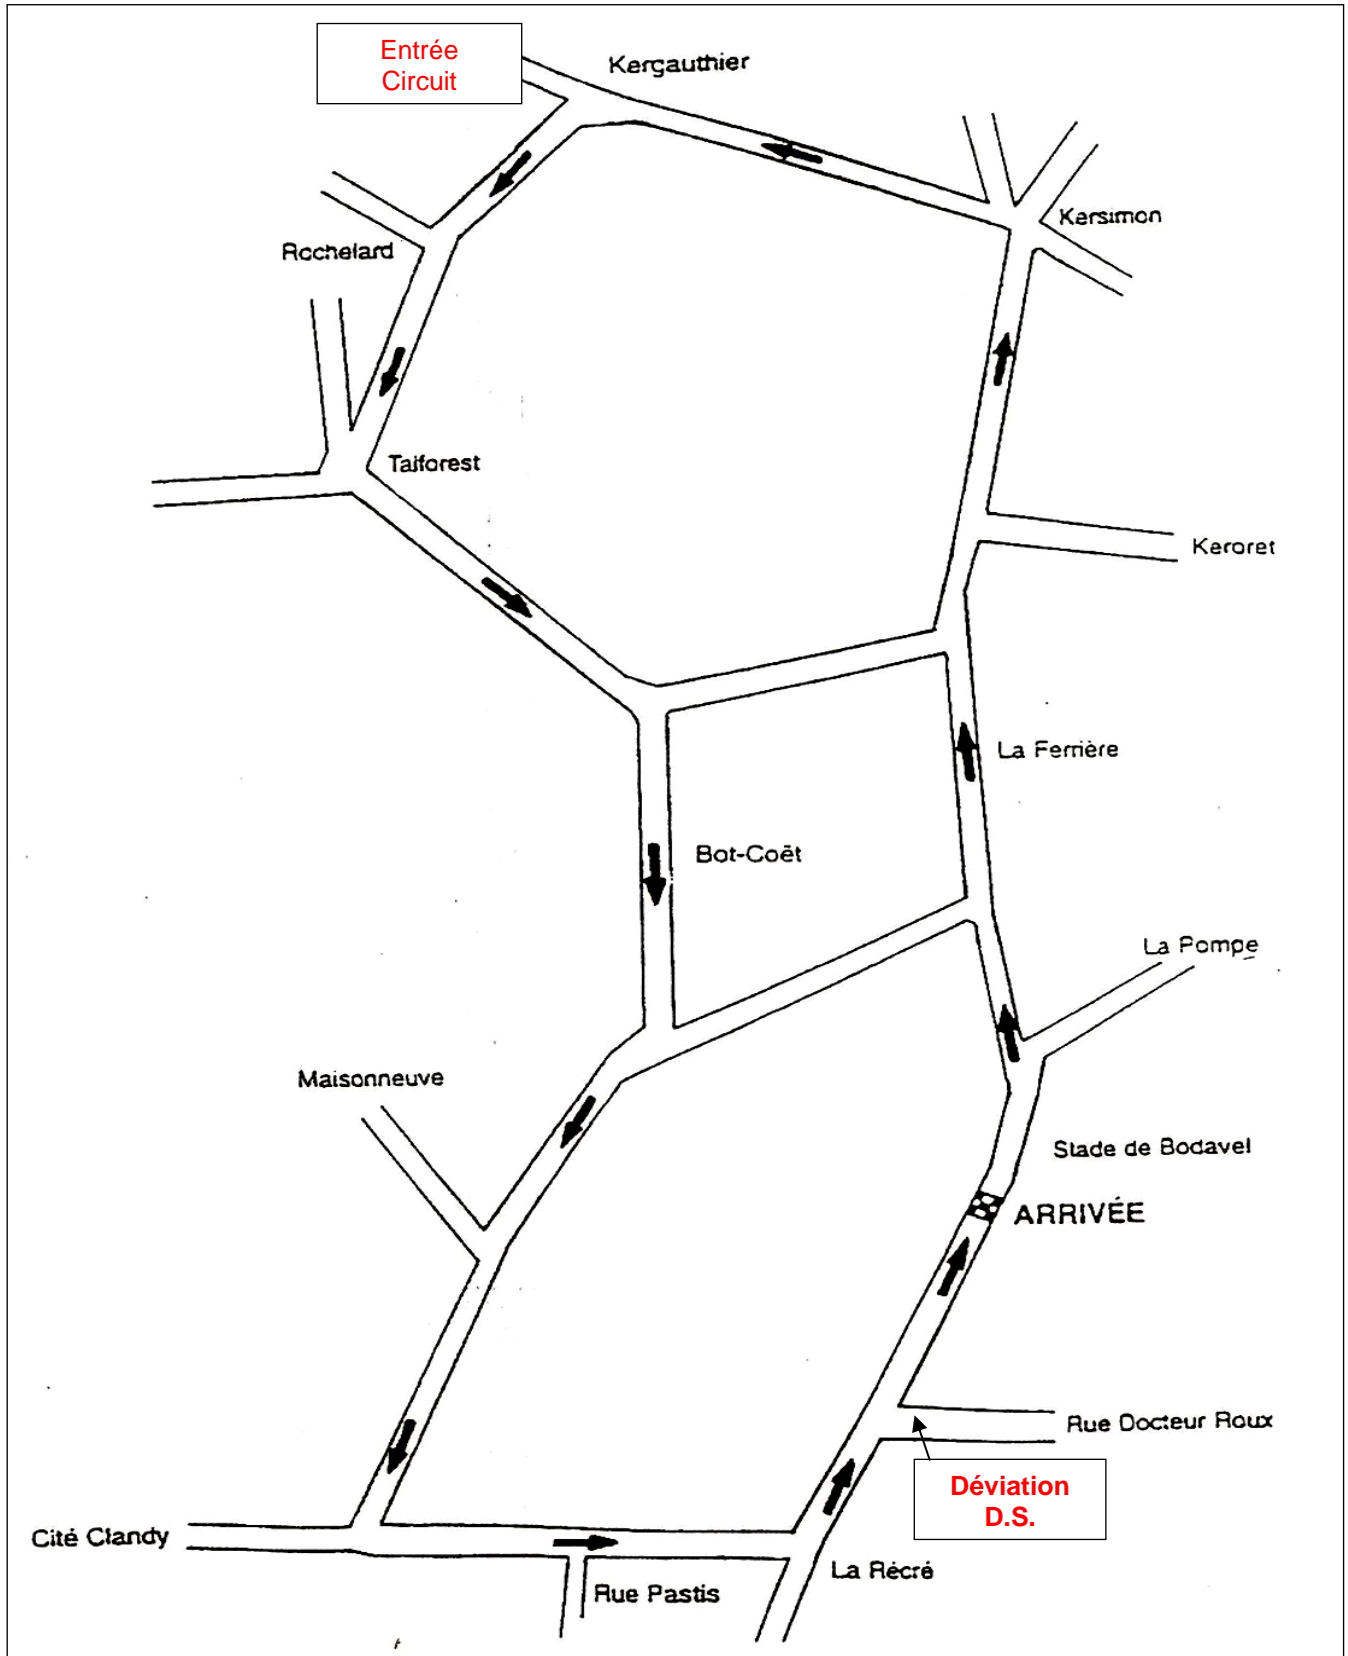 Entrée
Circuit
Kergauthier
Kersimon
Rochelard
Talforest
Keroret
La Ferrière
Bot-Coët
La Pompe
Maisonneuve
Stade de Bodavel
ARRIVÉE
Rue Docteur Roux
Déviation
D.S.
Cité Clandy
La Récré
Rue Pastis